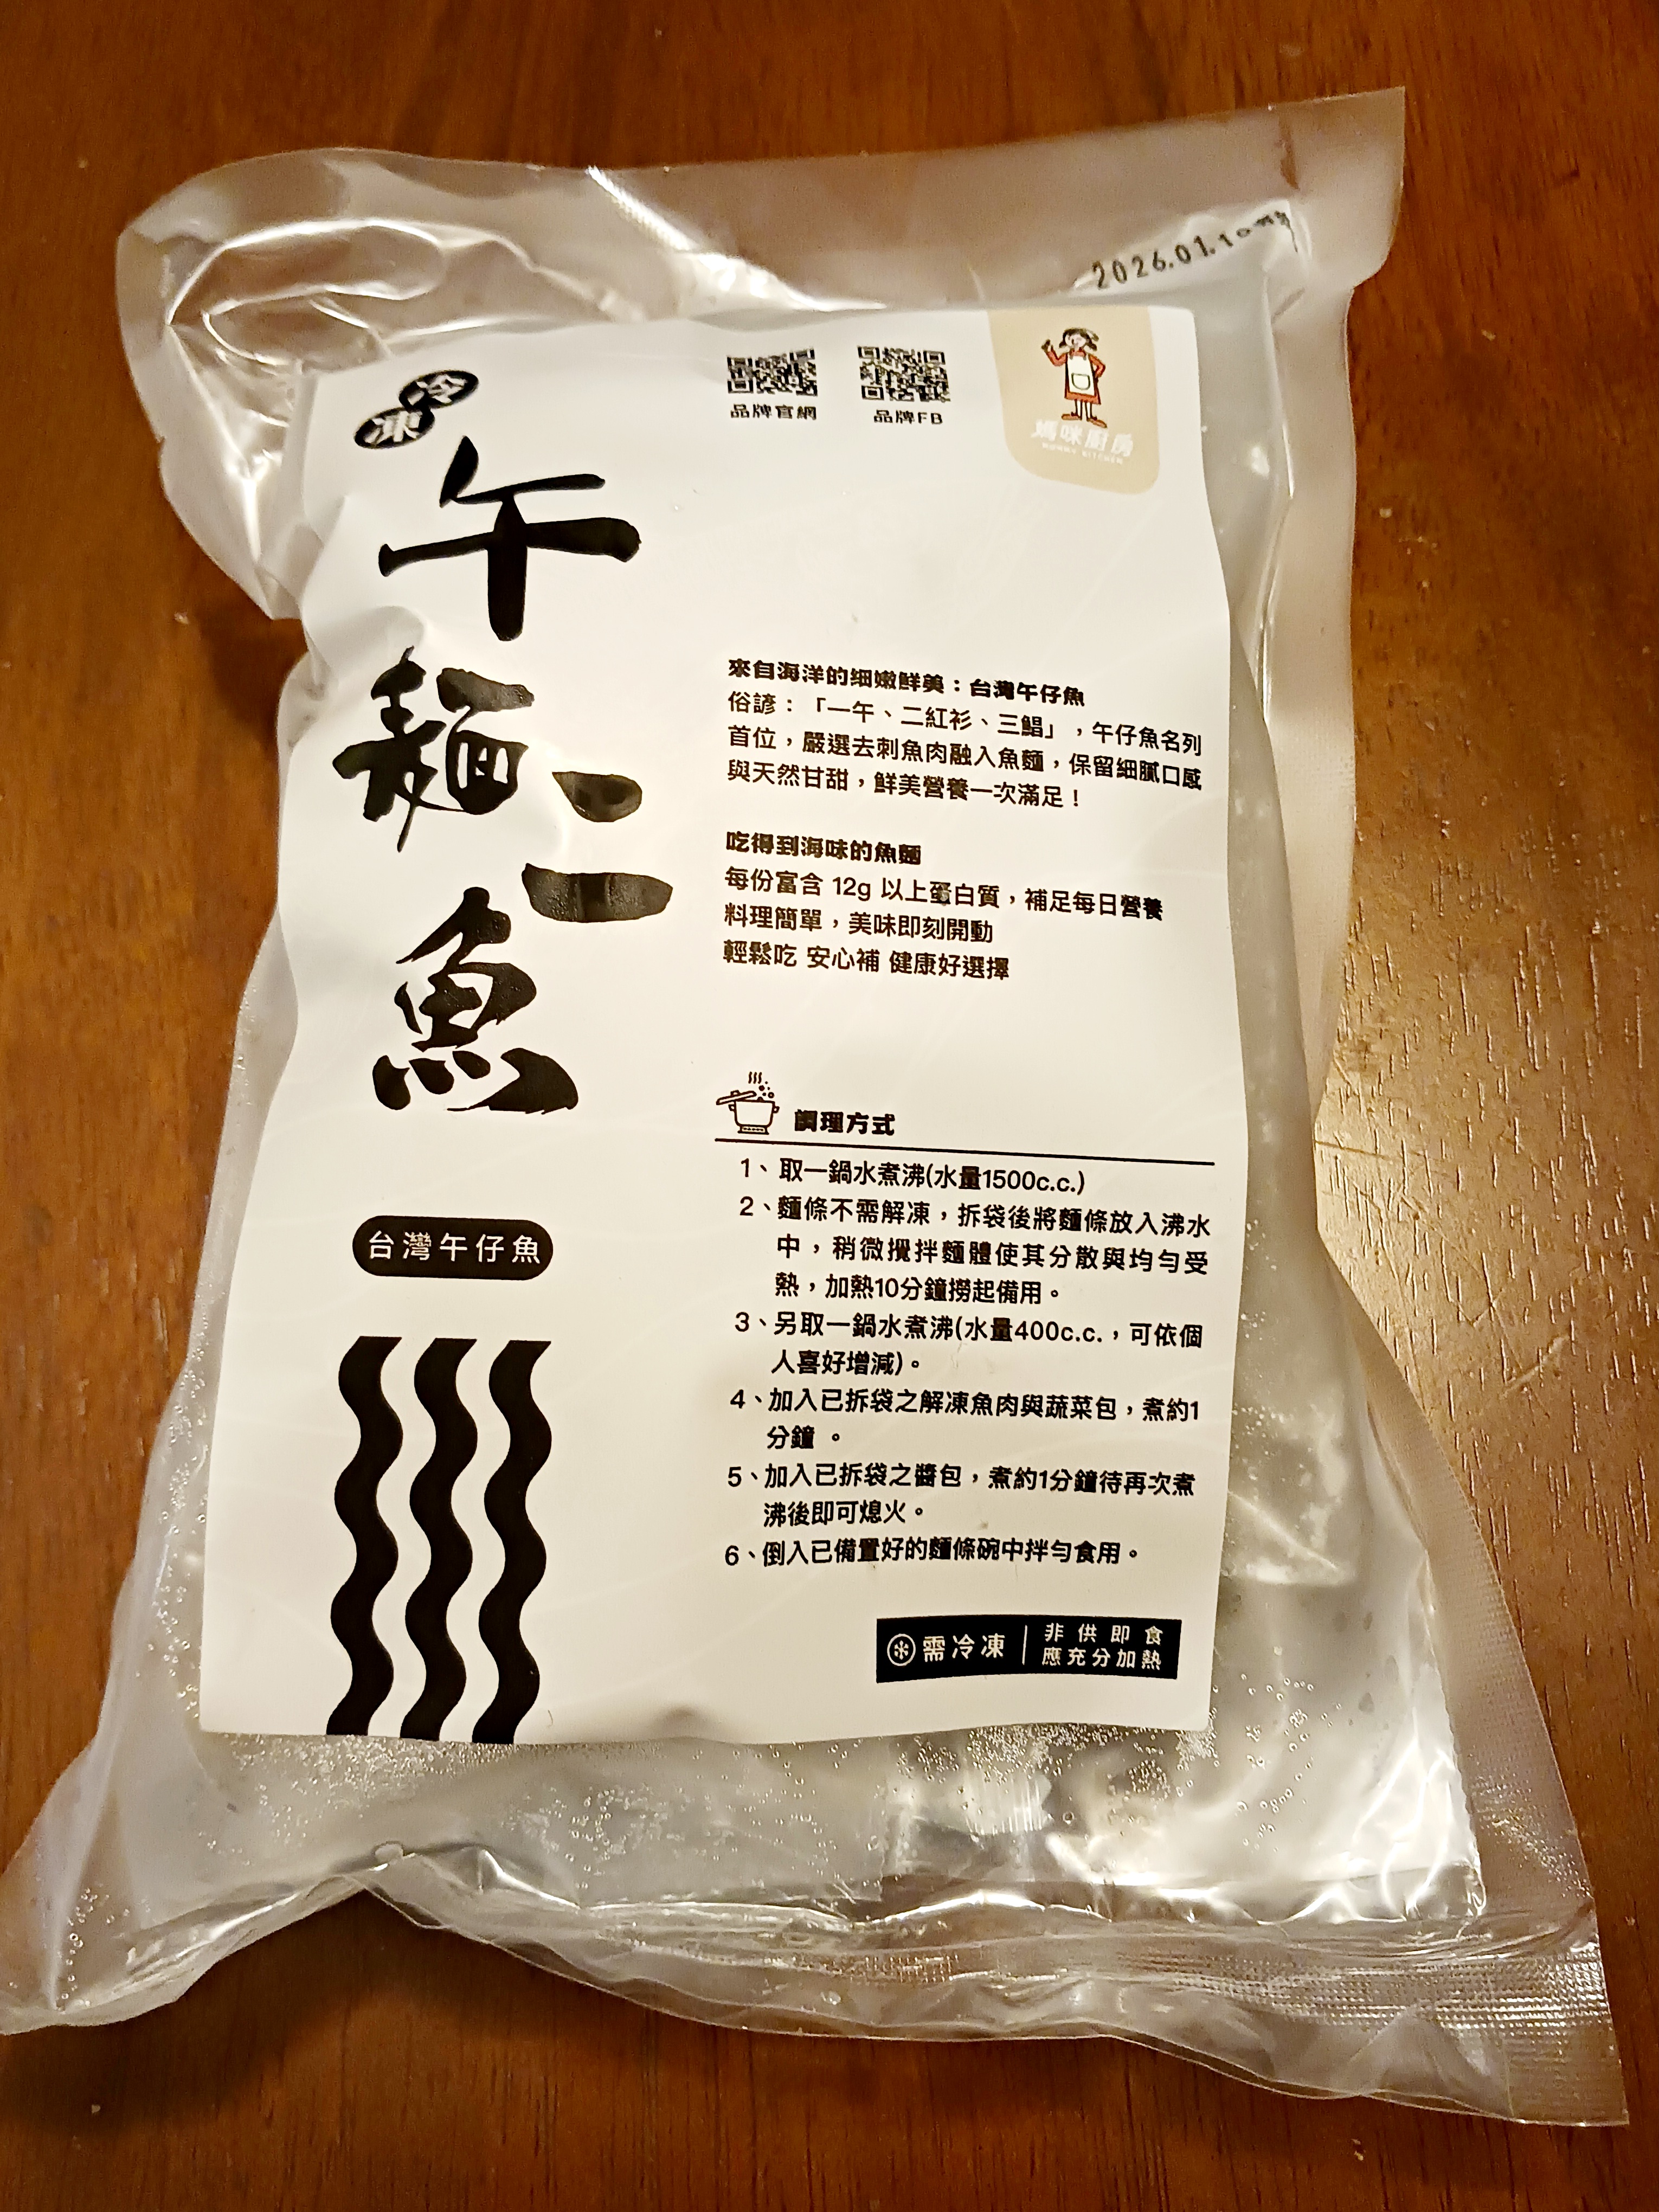 2026.01.10
冷凍
午
麵
二
魚
品牌官網
品牌FB
媽咪廚房
MOMMY KITCHEN
來自海洋的細嫩鮮美：台灣午仔魚
俗諺：「一午、二紅衫、三鯧」，午仔魚名列
首位，嚴選去刺魚肉融入魚麵，保留細膩口感
與天然甘甜，鮮美營養一次滿足！
吃得到海味的魚麵
每份富含 12g 以上蛋白質，補足每日營養
料理簡單，美味即刻開動
輕鬆吃 安心補 健康好選擇
調理方式
1、取一鍋水煮沸(水量1500c.c.)
2、麵條不需解凍，拆袋後將麵條放入沸水
中，稍微攪拌麵體使其分散與均勻受
熱，加熱10分鐘撈起備用。
3、另取一鍋水煮沸(水量400c.c.，可依個
人喜好增減)。
4、加入已拆袋之解凍魚肉與蔬菜包，煮約1
分鐘 。
5、加入已拆袋之醬包，煮約1分鐘待再次煮
沸後即可熄火。
6、倒入已備置好的麵條碗中拌勻食用。
台灣午仔魚
需冷凍
非供即食
應充分加熱